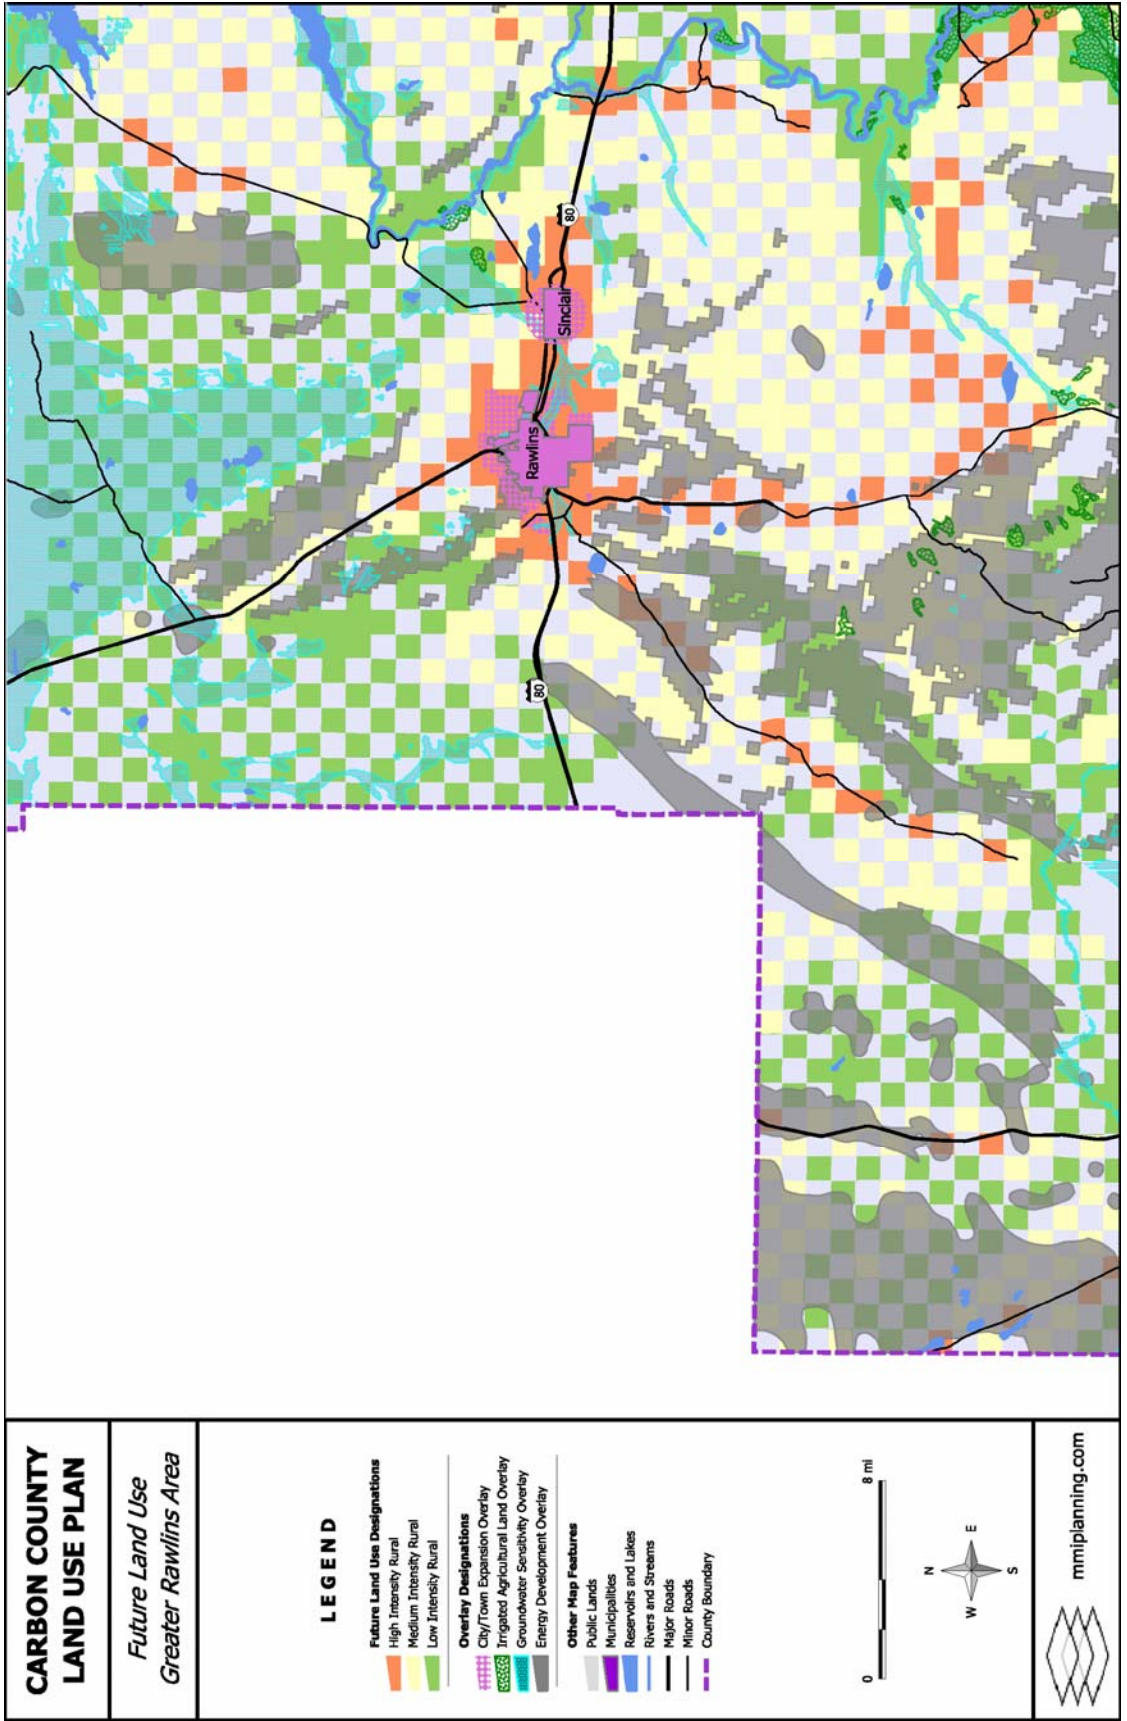 CARBON COUNTY
LAND USE PLAN
Future Land Use
Greater Rawlins Area
LEGEND
Future Land Use Designations
High Intensity Rural
Medium Intensity Rural
Low Intensity Rural
Overlay Designations
City/Town Expansion Overlay
Irrigated Agricultural Land Overlay
Groundwater Sensitivity Overlay
Energy Development Overlay
Other Map Features
Public Lands
Municipalities
Reservoirs and Lakes
Rivers and Streams
Major Roads
Minor Roads
County Boundary
0 8 mi
N
W E
S
mmiplanning.com
80
Rawlins
Sinclair
80